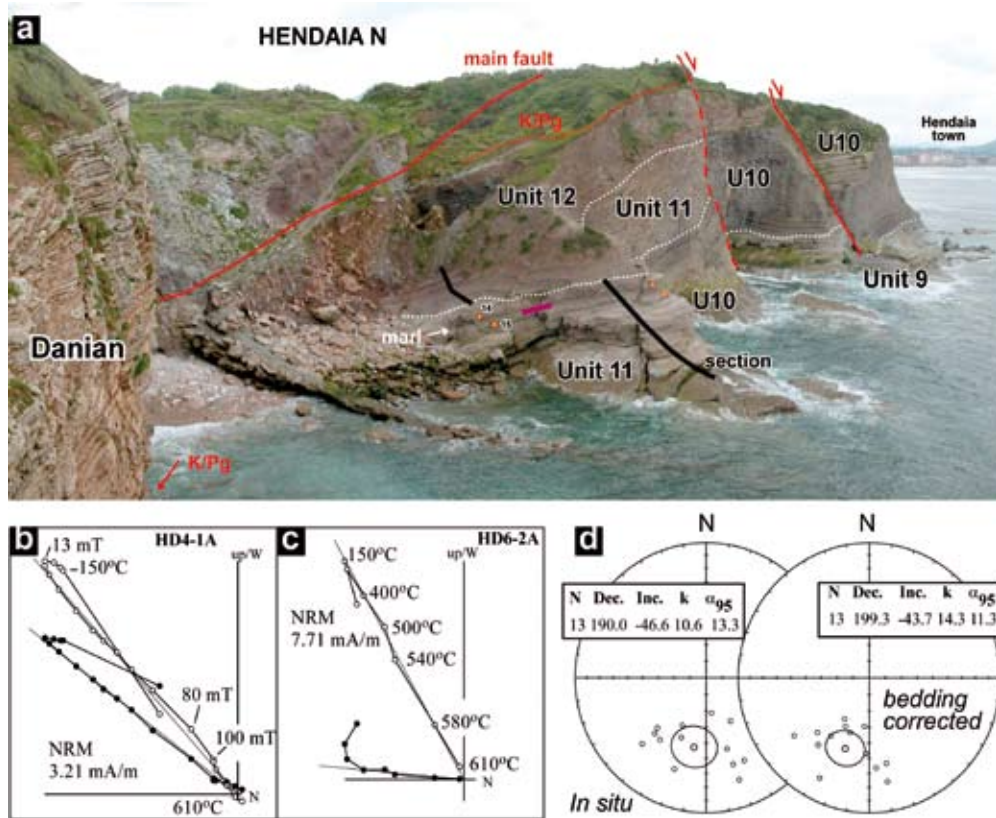 a
HENDAIA N
main fault
K/Pg
Hendaia
town
U10
U10
Unit 12
Unit 11
Unit 9
U10
marl
14
Danian
Unit 11
section
K/Pg
b
HD4-1A
13 mT
-150°C
up/W
80 mT
100 mT
NRM
3.21 mA/m
N
610°C
c
HD6-2A
up/W
150°C
400°C
NRM
7.71 mA/m
500°C
540°C
580°C
610°C
N
d
N
N
N Dec. Inc. k α95
13 190.0 -46.6 10.6 13.3
N Dec. Inc. k α95
13 199.3 -43.7 14.3 11.3
bedding
corrected
In situ